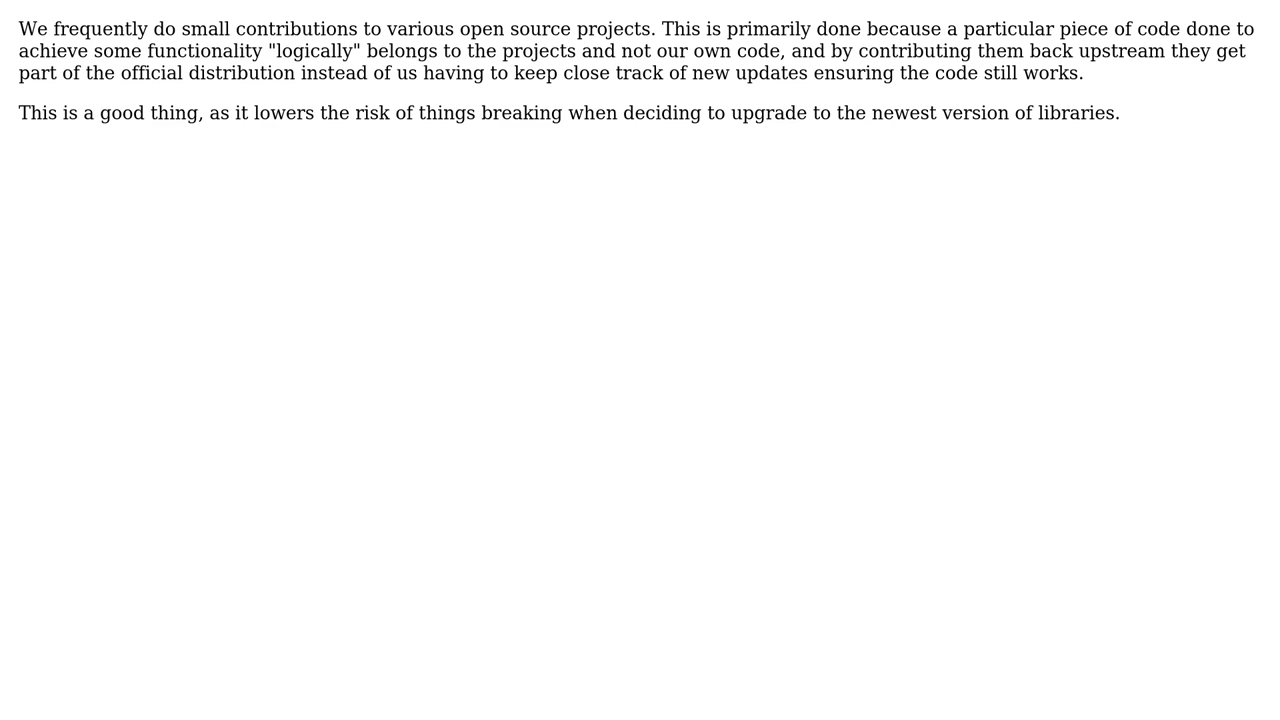 We frequently do small contributions to various open source projects. This is primarily done because a particular piece of code done to
achieve some functionality "logically" belongs to the projects and not our own code, and by contributing them back upstream they get
part of the official distribution instead of us having to keep close track of new updates ensuring the code still works.
This is a good thing, as it lowers the risk of things breaking when deciding to upgrade to the newest version of libraries.